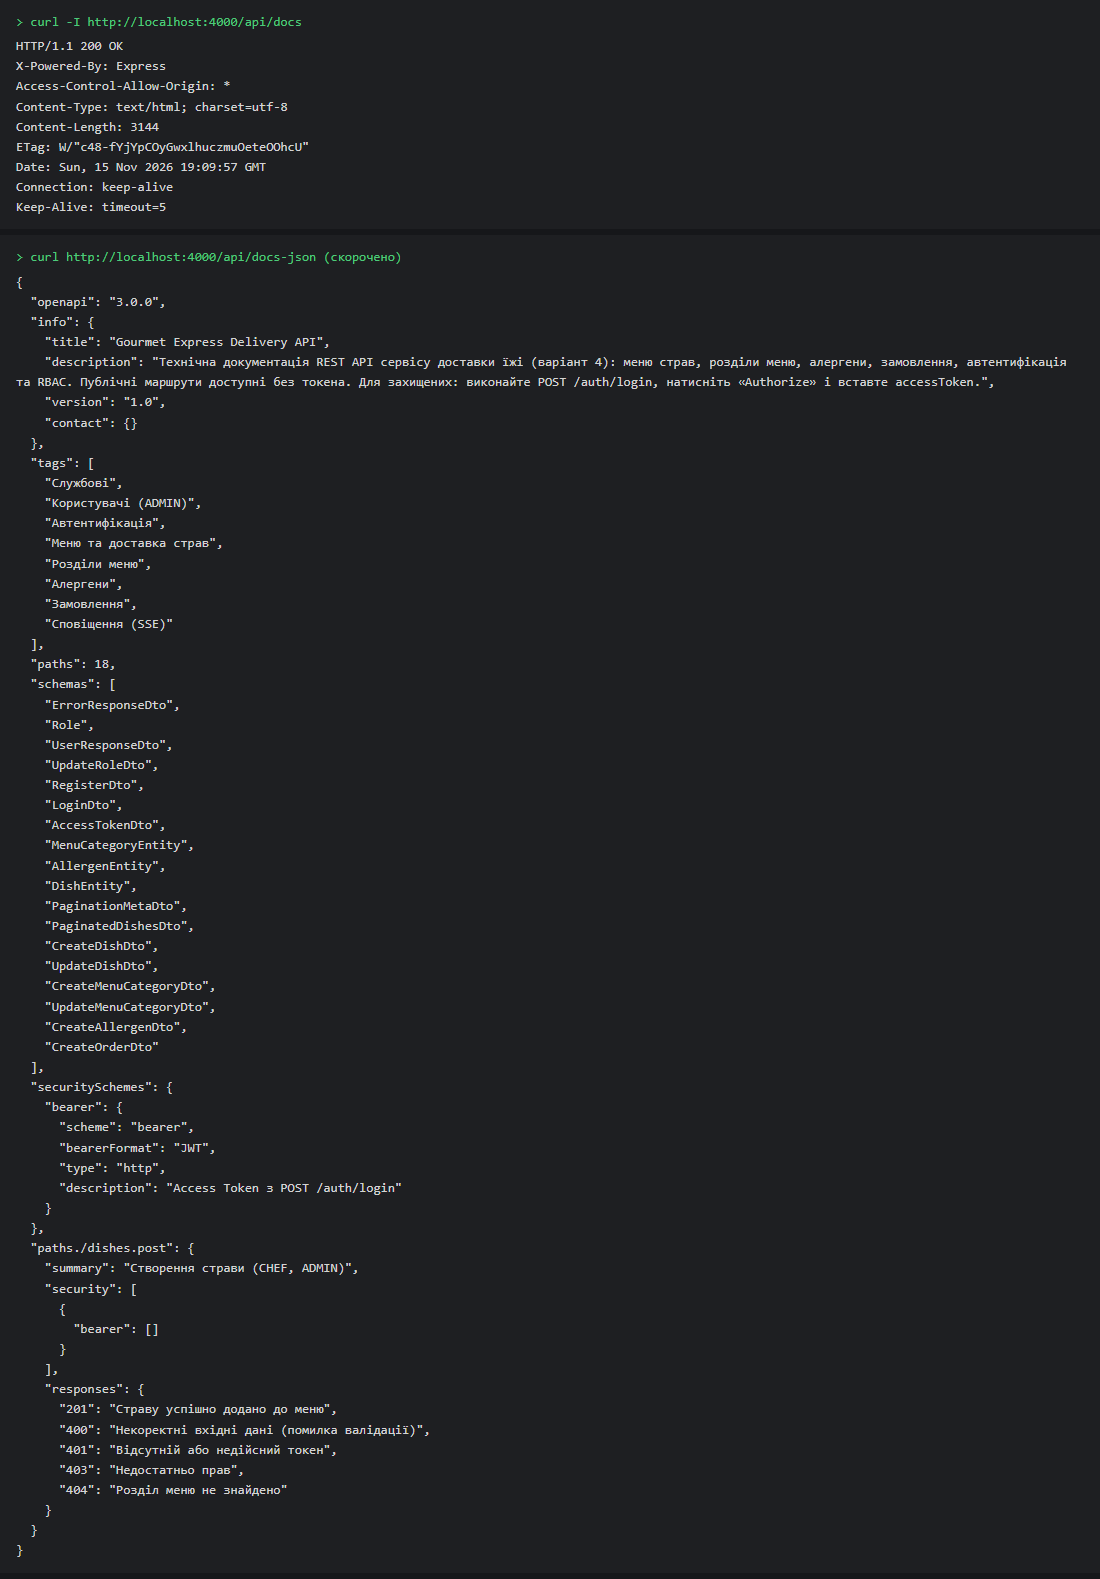 > curl -I http://localhost:4000/api/docs
HTTP/1.1 200 OK
X-Powered-By: Express
Access-Control-Allow-Origin: *
Content-Type: text/html; charset=utf-8
Content-Length: 3144
ETag: W/"c48-fYjYpCOyGwxlhuczmuOeteOOhcU"
Date: Sun, 15 Nov 2026 19:09:57 GMT
Connection: keep-alive
Keep-Alive: timeout=5
> curl http://localhost:4000/api/docs-json (скорочено)
{
  "openapi": "3.0.0",
  "info": {
    "title": "Gourmet Express Delivery API",
    "description": "Технічна документація REST API сервісу доставки їжі (варіант 4): меню страв, розділи меню, алергени, замовлення, автентифікація
та RBAC. Публічні маршрути доступні без токена. Для захищених: виконайте POST /auth/login, натисніть «Authorize» і вставте accessToken.",
    "version": "1.0",
    "contact": {}
  },
  "tags": [
    "Службові",
    "Користувачі (ADMIN)",
    "Автентифікація",
    "Меню та доставка страв",
    "Розділи меню",
    "Алергени",
    "Замовлення",
    "Сповіщення (SSE)"
  ],
  "paths": 18,
  "schemas": [
    "ErrorResponseDto",
    "Role",
    "UserResponseDto",
    "UpdateRoleDto",
    "RegisterDto",
    "LoginDto",
    "AccessTokenDto",
    "MenuCategoryEntity",
    "AllergenEntity",
    "DishEntity",
    "PaginationMetaDto",
    "PaginatedDishesDto",
    "CreateDishDto",
    "UpdateDishDto",
    "CreateMenuCategoryDto",
    "UpdateMenuCategoryDto",
    "CreateAllergenDto",
    "CreateOrderDto"
  ],
  "securitySchemes": {
    "bearer": {
      "scheme": "bearer",
      "bearerFormat": "JWT",
      "type": "http",
      "description": "Access Token з POST /auth/login"
    }
  },
  "paths./dishes.post": {
    "summary": "Створення страви (CHEF, ADMIN)",
    "security": [
      {
        "bearer": []
      }
    ],
    "responses": {
      "201": "Страву успішно додано до меню",
      "400": "Некоректні вхідні дані (помилка валідації)",
      "401": "Відсутній або недійсний токен",
      "403": "Недостатньо прав",
      "404": "Розділ меню не знайдено"
    }
  }
}